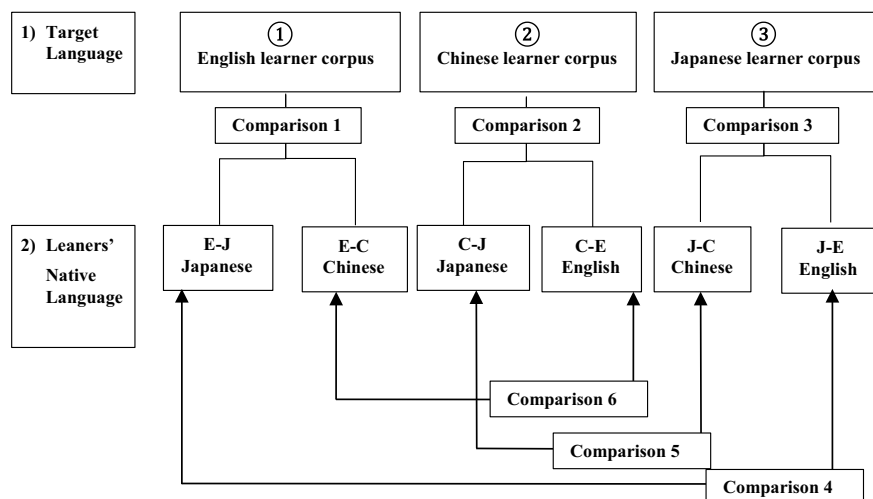 1) Target
Language
①
English learner corpus
②
Chinese learner corpus
③
Japanese learner corpus
Comparison 1
Comparison 2
Comparison 3
2) Leaners’
Native
Language
E-J
Japanese
E-C
Chinese
C-J
Japanese
C-E
English
J-C
Chinese
J-E
English
Comparison 6
Comparison 5
Comparison 4